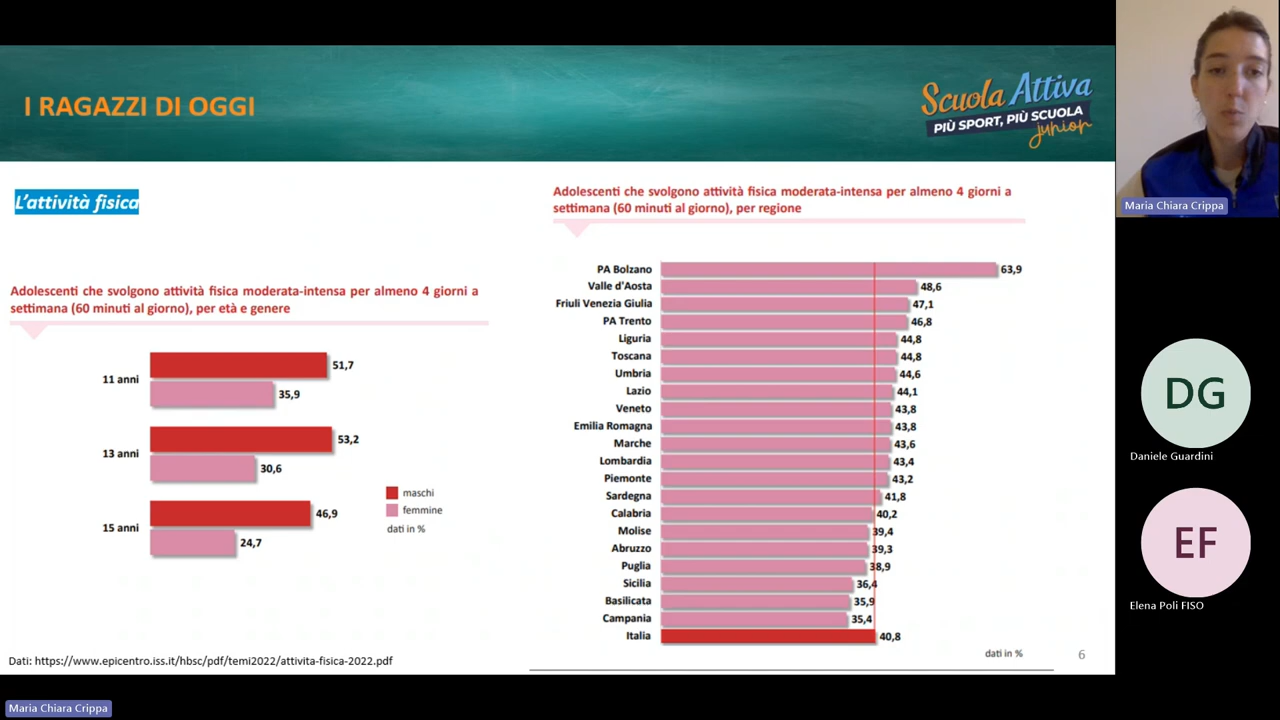 I RAGAZZI DI OGGI
Scuola Attiva
PIÙ SPORT, PIÙ SCUOLA
junior
L'attività fisica
Adolescenti che svolgono attività fisica moderata-intensa per almeno 4 giorni a
settimana (60 minuti al giorno), per età e genere
11 anni
51,7
35,9
13 anni
53,2
30,6
15 anni
46,9
24,7
maschi
femmine
dati in %
Adolescenti che svolgono attività fisica moderata-intensa per almeno 4 giorni a
settimana (60 minuti al giorno), per regione
PA Bolzano 63,9
Valle d'Aosta 48,6
Friuli Venezia Giulia 47,1
PA Trento 46,8
Liguria 44,8
Toscana 44,8
Umbria 44,6
Lazio 44,1
Veneto 43,8
Emilia Romagna 43,8
Marche 43,6
Lombardia 43,4
Piemonte 43,2
Sardegna 41,8
Calabria 40,2
Molise 39,4
Abruzzo 39,3
Puglia 38,9
Sicilia 36,4
Basilicata 35,9
Campania 35,4
Italia 40,8
dati in %
6
Dati: https://www.epicentro.iss.it/hbsc/pdf/temi2022/attivita-fisica-2022.pdf
Maria Chiara Crippa
Maria Chiara Crippa
DG
Daniele Guardini
EF
Elena Poli FISO